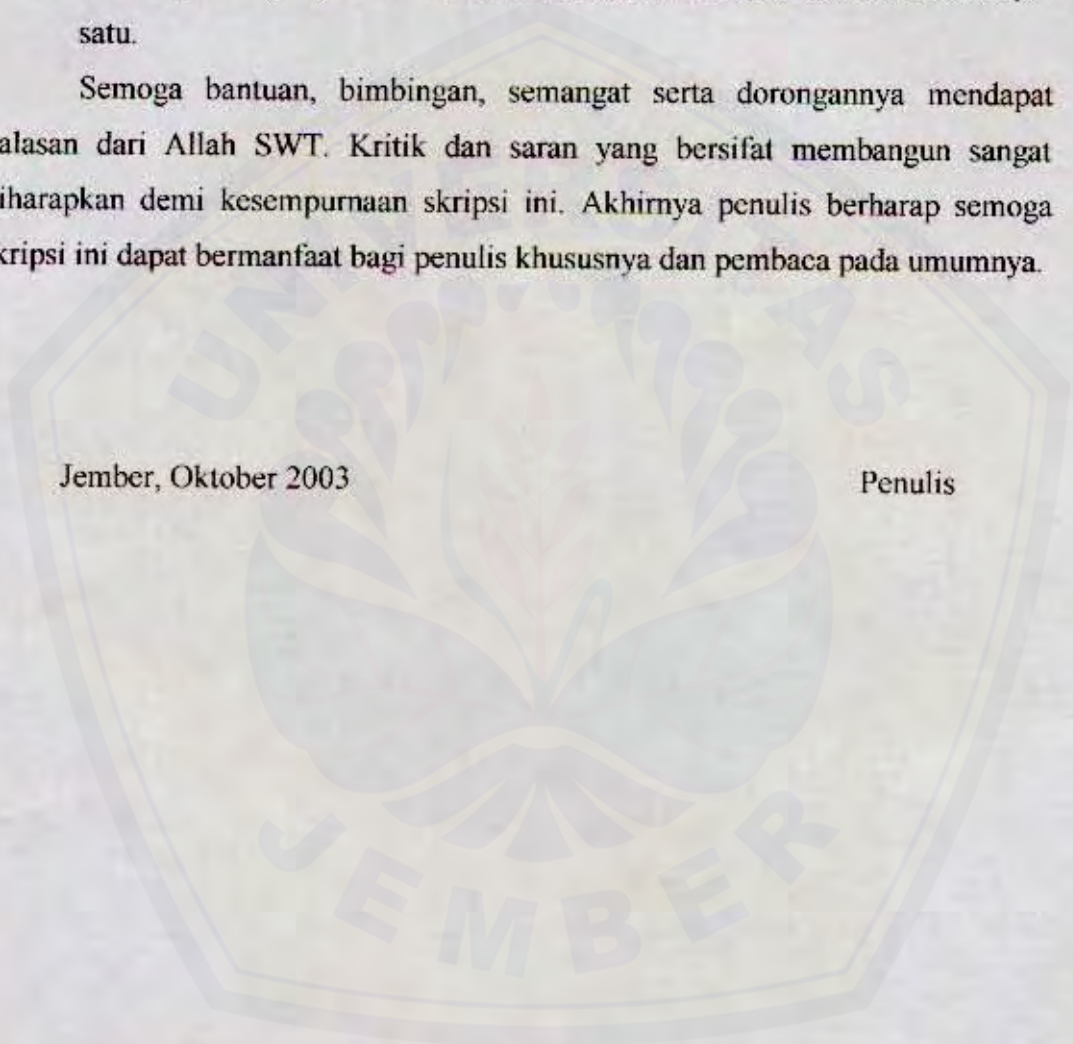 satu.
Semoga bantuan, bimbingan, semangat serta dorongannya mendapat
alasan dari Allah SWT. Kritik dan saran yang bersifat membangun sangat
iharapkan demi kesempurnaan skripsi ini. Akhirnya penulis berharap semoga
kripsi ini dapat bermanfaat bagi penulis khususnya dan pembaca pada umumnya.
UNIVERSITAS
Jember, Oktober 2003 Penulis
JEMBER